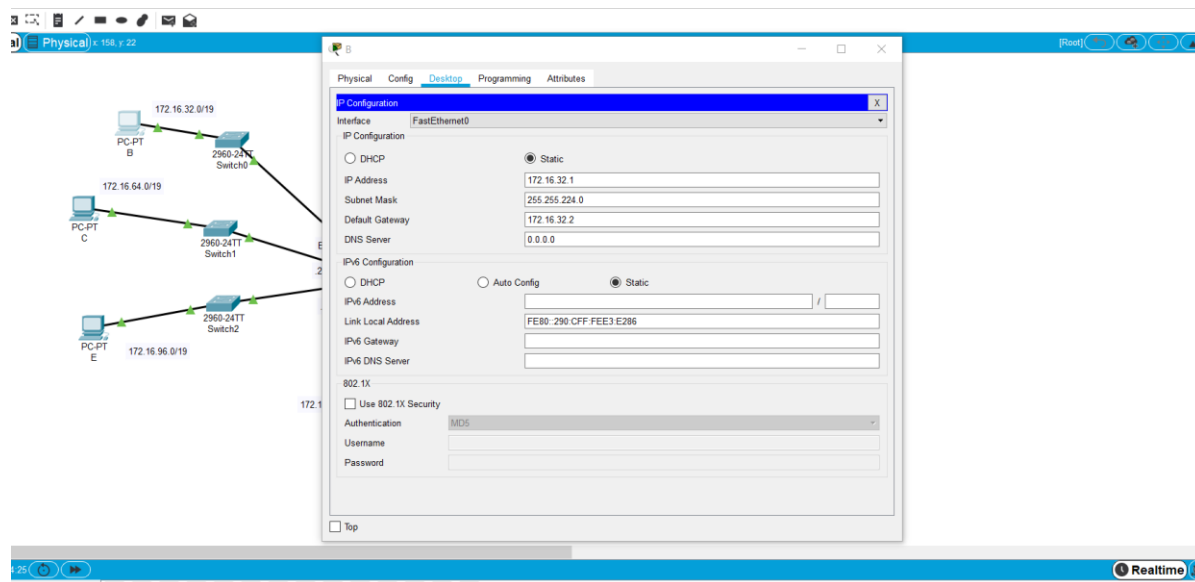 Physical x: 158, y: 22
[Root]
B
Physical Config Desktop Programming Attributes
IP Configuration X
Interface FastEthernet0
IP Configuration
DHCP Static
IP Address 172.16.32.1
Subnet Mask 255.255.224.0
Default Gateway 172.16.32.2
DNS Server 0.0.0.0
IPv6 Configuration
DHCP Auto Config Static
IPv6 Address /
Link Local Address FE80::290:CFF:FEE3:E286
IPv6 Gateway
IPv6 DNS Server
802.1X
Use 802.1X Security
Authentication MD5
Username
Password
Top
172.16.32.0/19
PC-PT
B
2960-24TT
Switch0
172.16.64.0/19
PC-PT
C
2960-24TT
Switch1
2960-24TT
Switch2
PC-PT
E
172.16.96.0/19
172.1
Realtime